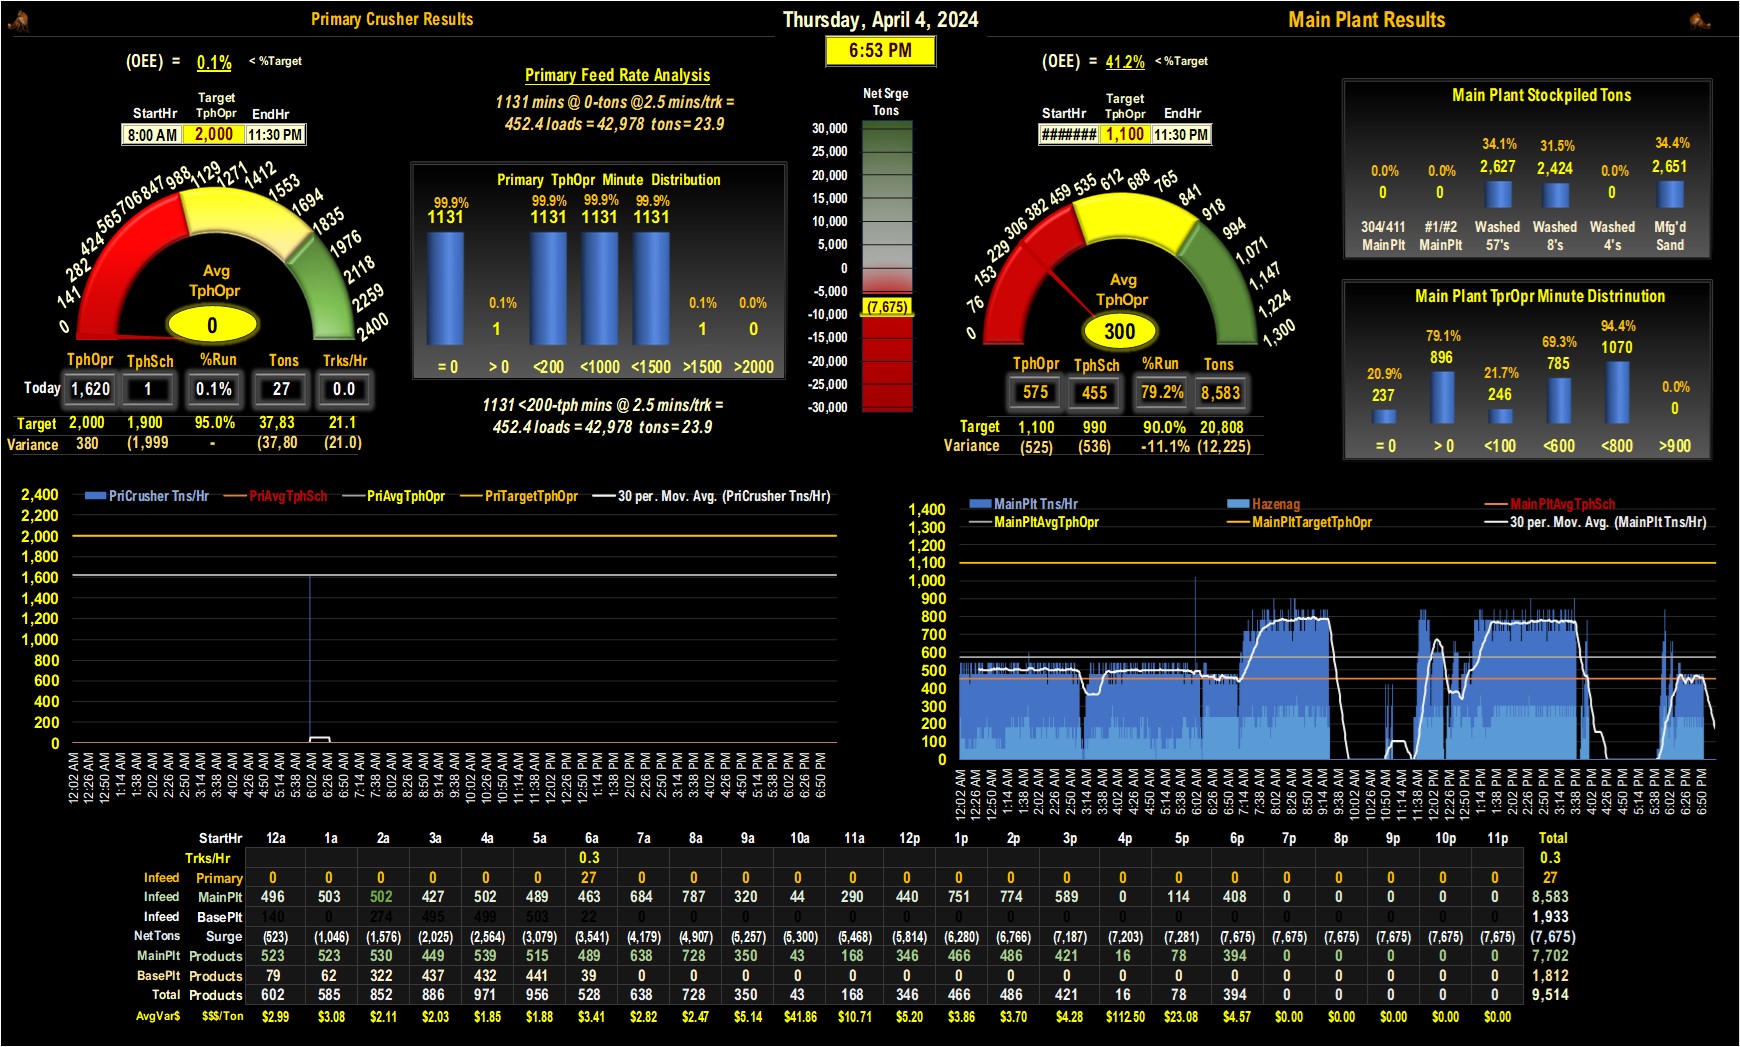 Primary Crusher Results
Thursday, April 4, 2024
Main Plant Results
6:53 PM
(OEE) = 0.1% < %Target
StartHr Target TphOpr EndHr
8:00 AM 2,000 11:30 PM
0 141 282 424 565 706 847 988 1129 1271 1412 1553 1694 1835 1976 2118 2259 2400
Avg
TphOpr
0
TphOpr TphSch %Run Tons Trks/Hr
Today 1,620 1 0.1% 27 0.0
Target 2,000 1,900 95.0% 37,83 21.1
Variance 380 (1,999 - (37,80 (21.0)
Primary Feed Rate Analysis
1131 mins @ 0-tons @2.5 mins/trk =
452.4 loads = 42,978 tons = 23.9
Primary TphOpr Minute Distribution
99.9% 99.9% 99.9% 99.9%
1131 1131 1131 1131
0.1% 0.1% 0.0%
1 1 0
= 0 > 0 <200 <1000 <1500 >1500 >2000
1131 <200-tph mins @ 2.5 mins/trk =
452.4 loads = 42,978 tons = 23.9
Net Srge
Tons
30,000
25,000
20,000
15,000
10,000
5,000
0
-5,000
(7,675)
-10,000
-15,000
-20,000
-25,000
-30,000
(OEE) = 41.2% < %Target
StartHr Target TphOpr EndHr
####### 1,100 11:30 PM
0 76 153 229 306 382 459 535 612 688 765 841 918 994 1,071 1,147 1,224 1,300
Avg
TphOpr
300
TphOpr TphSch %Run Tons
575 455 79.2% 8,583
Target 1,100 990 90.0% 20,808
Variance (525) (536) -11.1% (12,225)
Main Plant Stockpiled Tons
0.0% 0.0% 34.1% 31.5% 0.0% 34.4%
0 0 2,627 2,424 0 2,651
304/411 #1/#2 Washed Washed Washed Mfg'd
MainPlt MainPlt 57's 8's 4's Sand
Main Plant TprOpr Minute Distrinution
20.9% 79.1% 21.7% 69.3% 94.4% 0.0%
237 896 246 785 1070 0
= 0 > 0 <100 <600 <800 >900
PriCrusher Tns/Hr PriAvgTphSch PriAvgTphOpr PriTargetTphOpr 30 per. Mov. Avg. (PriCrusher Tns/Hr)
2,400
2,200
2,000
1,800
1,600
1,400
1,200
1,000
800
600
400
200
0
12:02 AM 12:26 AM 12:50 AM 1:14 AM 1:38 AM 2:02 AM 2:26 AM 2:50 AM 3:14 AM 3:38 AM 4:02 AM 4:26 AM 4:50 AM 5:14 AM 5:38 AM 6:02 AM 6:26 AM 6:50 AM 7:14 AM 7:38 AM 8:02 AM 8:26 AM 8:50 AM 9:14 AM 9:38 AM 10:02 AM 10:26 AM 10:50 AM 11:14 AM 11:38 AM 12:02 PM 12:26 PM 12:50 PM 1:14 PM 1:38 PM 2:02 PM 2:26 PM 2:50 PM 3:14 PM 3:38 PM 4:02 PM 4:26 PM 4:50 PM 5:14 PM 5:38 PM 6:02 PM 6:26 PM 6:50 PM
MainPlt Tns/Hr Hazenag MainPltAvgTphSch
MainPltAvgTphOpr MainPltTargetTphOpr 30 per. Mov. Avg. (MainPlt Tns/Hr)
1,400
1,300
1,200
1,100
1,000
900
800
700
600
500
400
300
200
100
0
12:02 AM 12:26 AM 12:50 AM 1:14 AM 1:38 AM 2:02 AM 2:26 AM 2:50 AM 3:14 AM 3:38 AM 4:02 AM 4:26 AM 4:50 AM 5:14 AM 5:38 AM 6:02 AM 6:26 AM 6:50 AM 7:14 AM 7:38 AM 8:02 AM 8:26 AM 8:50 AM 9:14 AM 9:38 AM 10:02 AM 10:26 AM 10:50 AM 11:14 AM 11:38 AM 12:02 PM 12:26 PM 12:50 PM 1:14 PM 1:38 PM 2:02 PM 2:26 PM 2:50 PM 3:14 PM 3:38 PM 4:02 PM 4:26 PM 4:50 PM 5:14 PM 5:38 PM 6:02 PM 6:26 PM 6:50 PM
StartHr 12a 1a 2a 3a 4a 5a 6a 7a 8a 9a 10a 11a 12p 1p 2p 3p 4p 5p 6p 7p 8p 9p 10p 11p Total
Trks/Hr 0.3 0.3
Infeed Primary 0 0 0 0 0 0 27 0 0 0 0 0 0 0 0 0 0 0 0 0 0 0 0 0 27
Infeed MainPlt 496 503 502 427 502 489 463 684 787 320 44 290 440 751 774 589 0 114 408 0 0 0 0 0 8,583
Infeed BasePlt 140 0 274 495 499 503 22 0 0 0 0 0 0 0 0 0 0 0 0 0 0 0 0 0 1,933
NetTons Surge (523) (1,046) (1,576) (2,025) (2,564) (3,079) (3,541) (4,179) (4,907) (5,257) (5,300) (5,468) (5,814) (6,280) (6,766) (7,187) (7,203) (7,281) (7,675) (7,675) (7,675) (7,675) (7,675) (7,675) (7,675)
MainPlt Products 523 523 530 449 539 515 489 638 728 350 43 168 346 466 486 421 16 78 394 0 0 0 0 0 7,702
BasePlt Products 79 62 322 437 432 441 39 0 0 0 0 0 0 0 0 0 0 0 0 0 0 0 0 0 1,812
Total Products 602 585 852 886 971 956 528 638 728 350 43 168 346 466 486 421 16 78 394 0 0 0 0 0 9,514
AvgVar$ $$$/Ton $2.99 $3.08 $2.11 $2.03 $1.85 $1.88 $3.41 $2.82 $2.47 $5.14 $41.86 $10.71 $5.20 $3.86 $3.70 $4.28 $112.50 $23.08 $4.57 $0.00 $0.00 $0.00 $0.00 $0.00